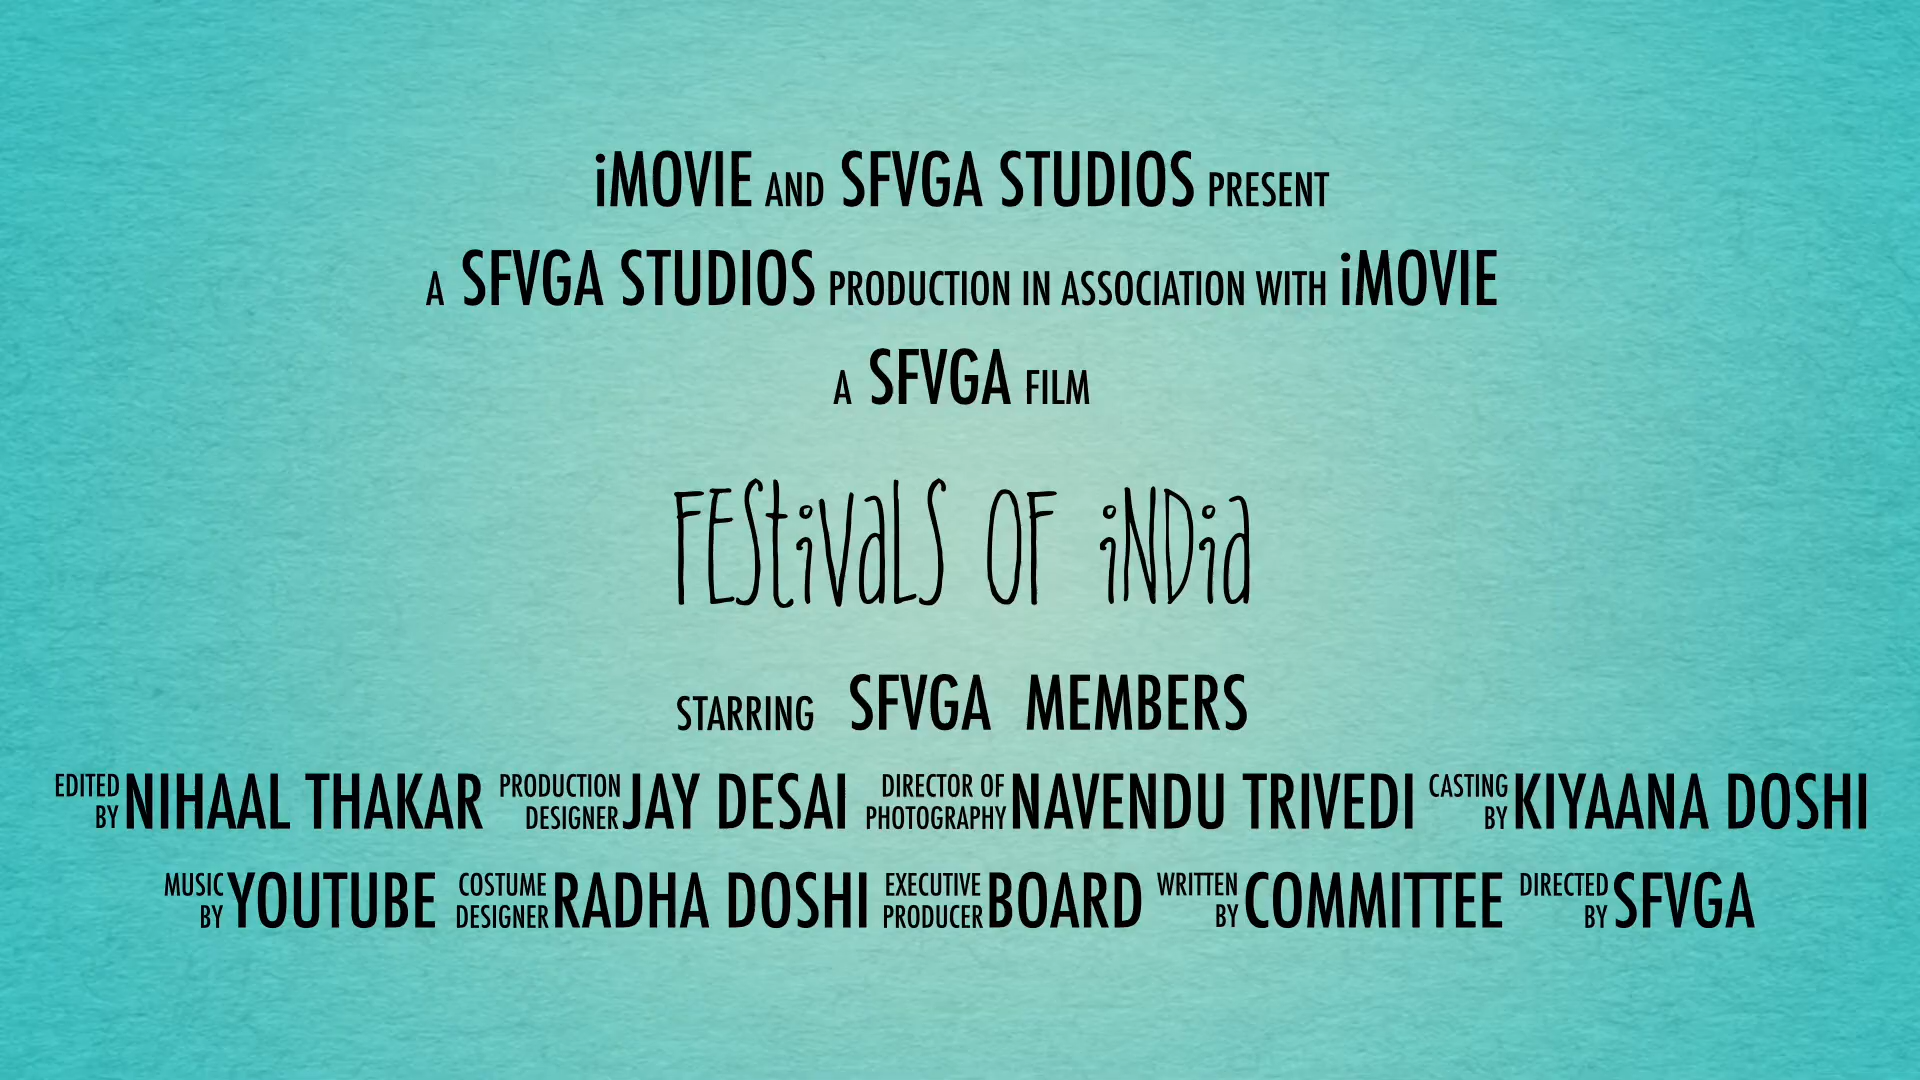 iMOVIE AND SFVGA STUDIOS PRESENT
A SFVGA STUDIOS PRODUCTION IN ASSOCIATION WITH iMOVIE
A SFVGA FILM
FEStiVaLS OF iNDia
STARRING SFVGA MEMBERS
EDITED BY NIHAAL THAKAR PRODUCTION DESIGNER JAY DESAI DIRECTOR OF PHOTOGRAPHY NAVENDU TRIVEDI CASTING BY KIYAANA DOSHI
MUSIC BY YOUTUBE COSTUME DESIGNER RADHA DOSHI EXECUTIVE PRODUCER BOARD WRITTEN BY COMMITTEE DIRECTED BY SFVGA